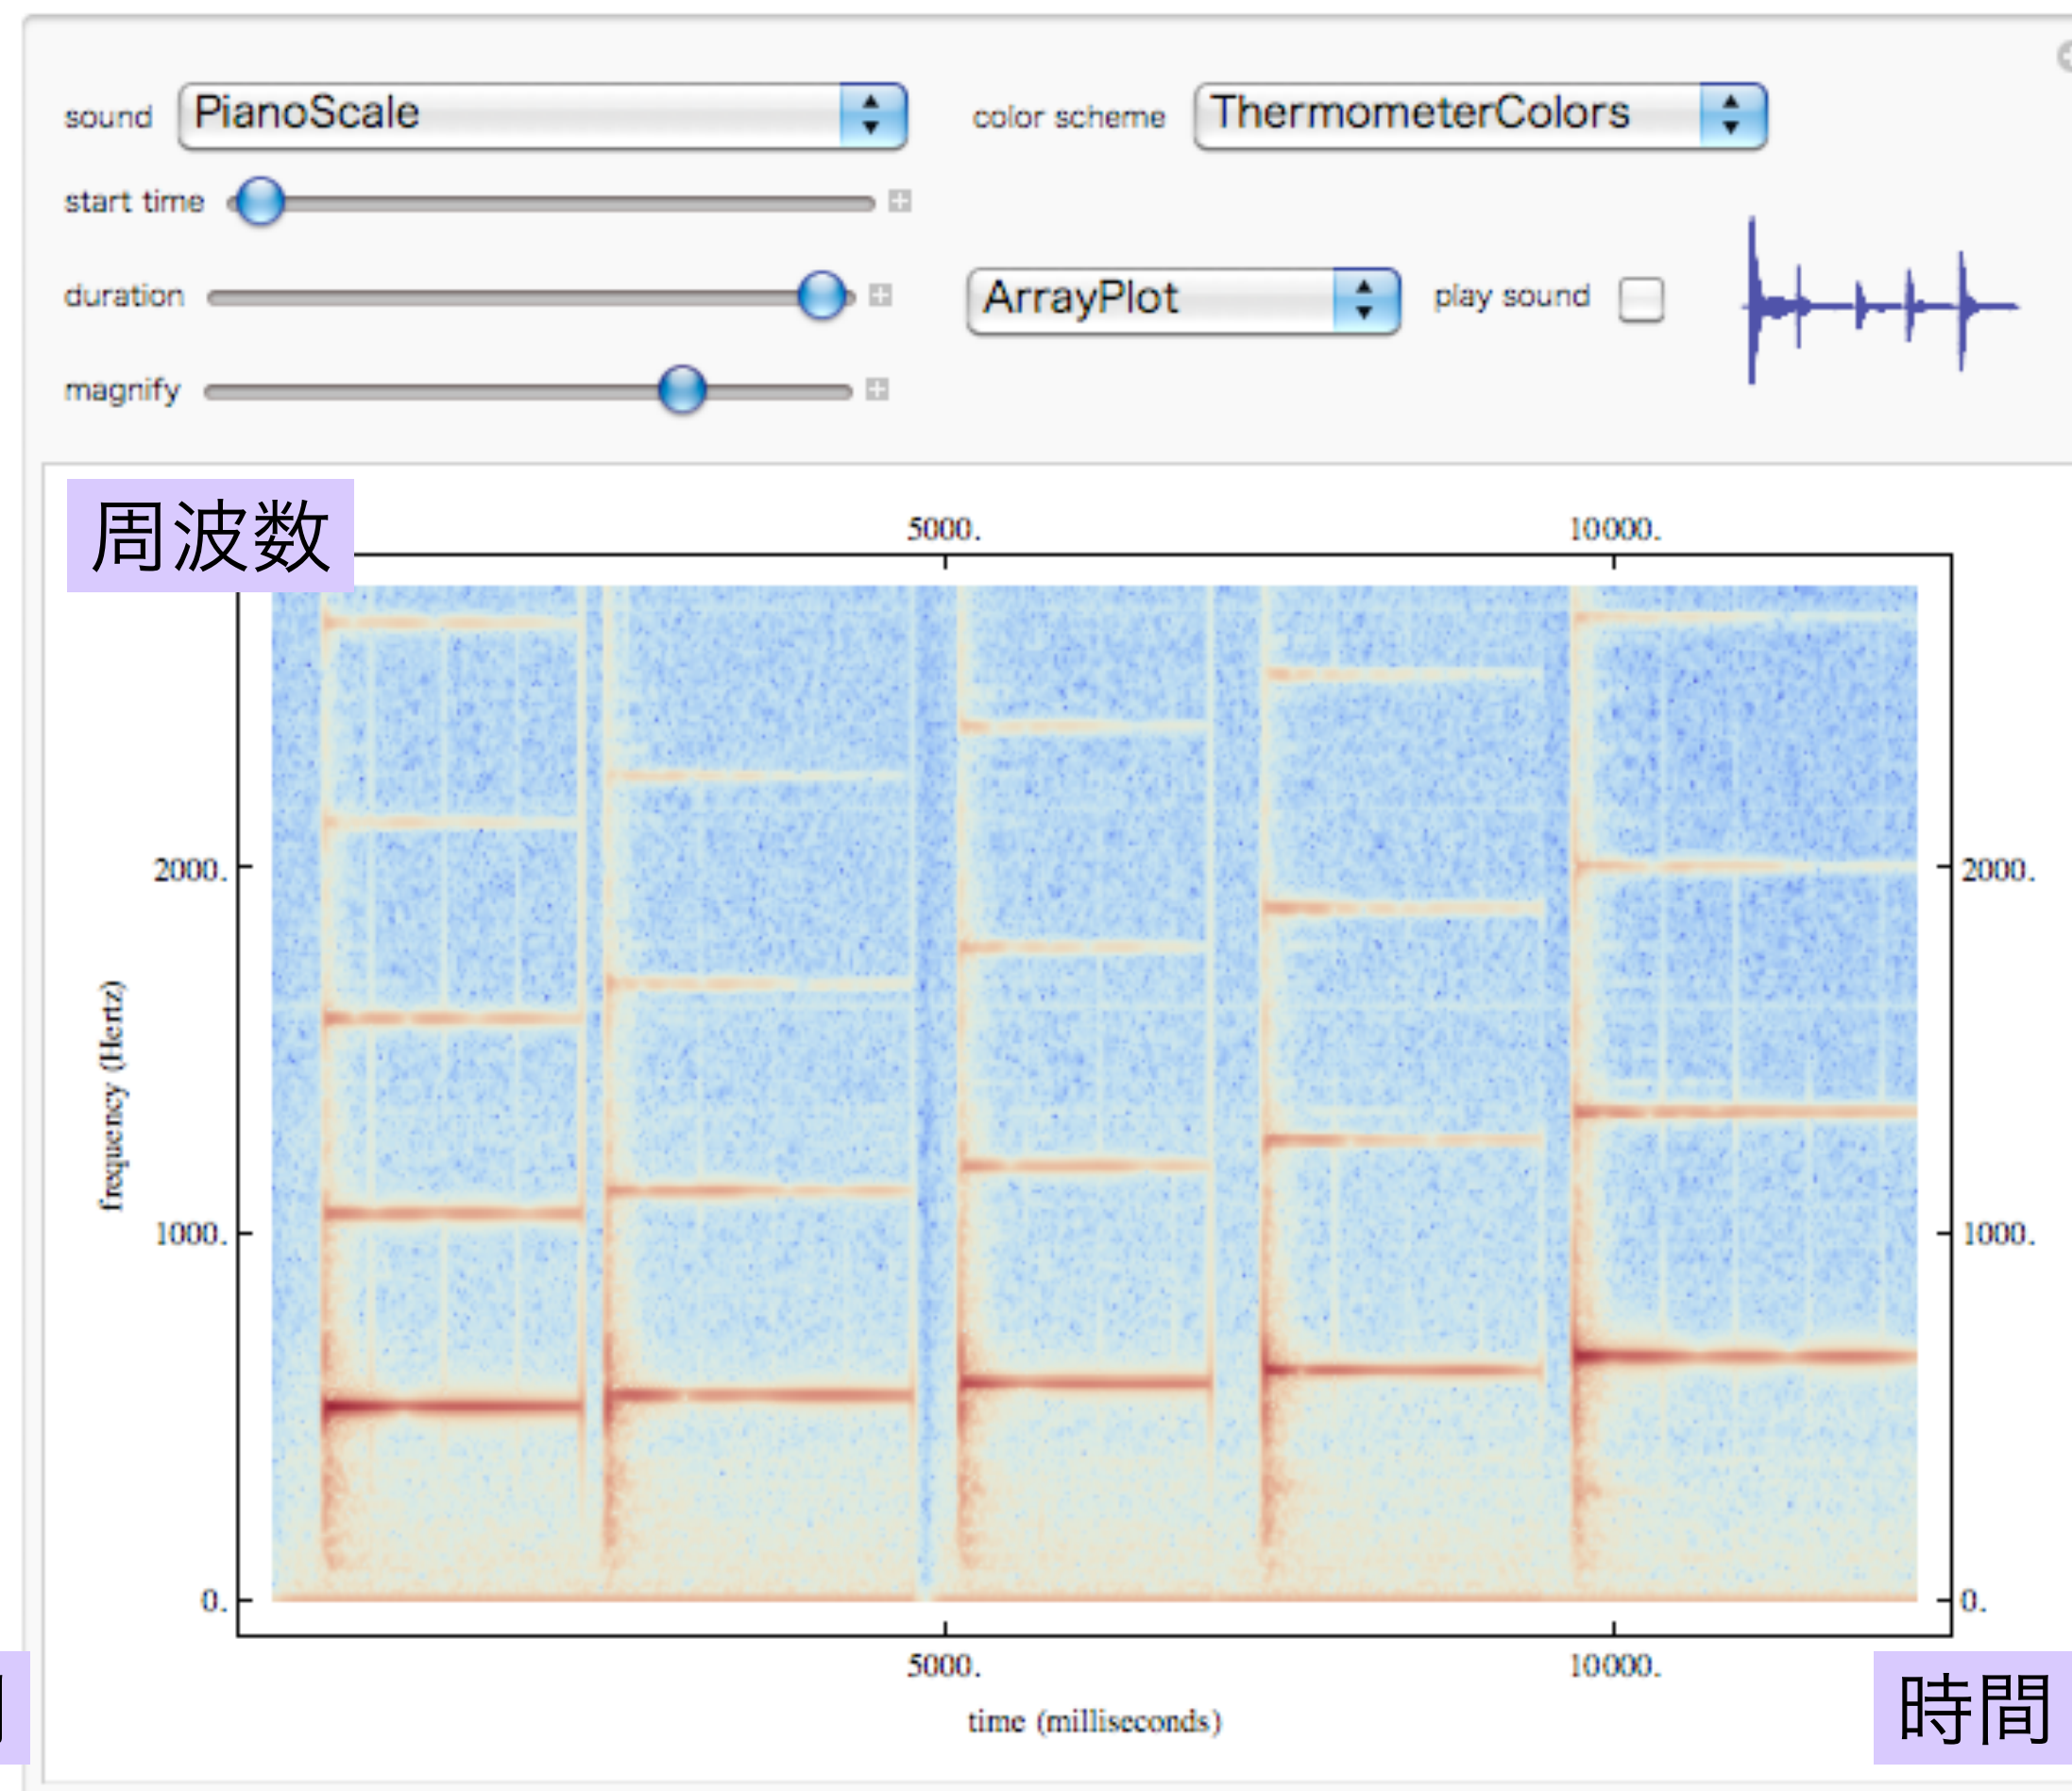 sound PianoScale color scheme ThermometerColors
start time
duration ArrayPlot play sound
magnify
周波数
5000. 10000.
2000. 2000.
frequency (Hertz)
1000. 1000.
0. 0.
5000. 10000.
時間
time (milliseconds)